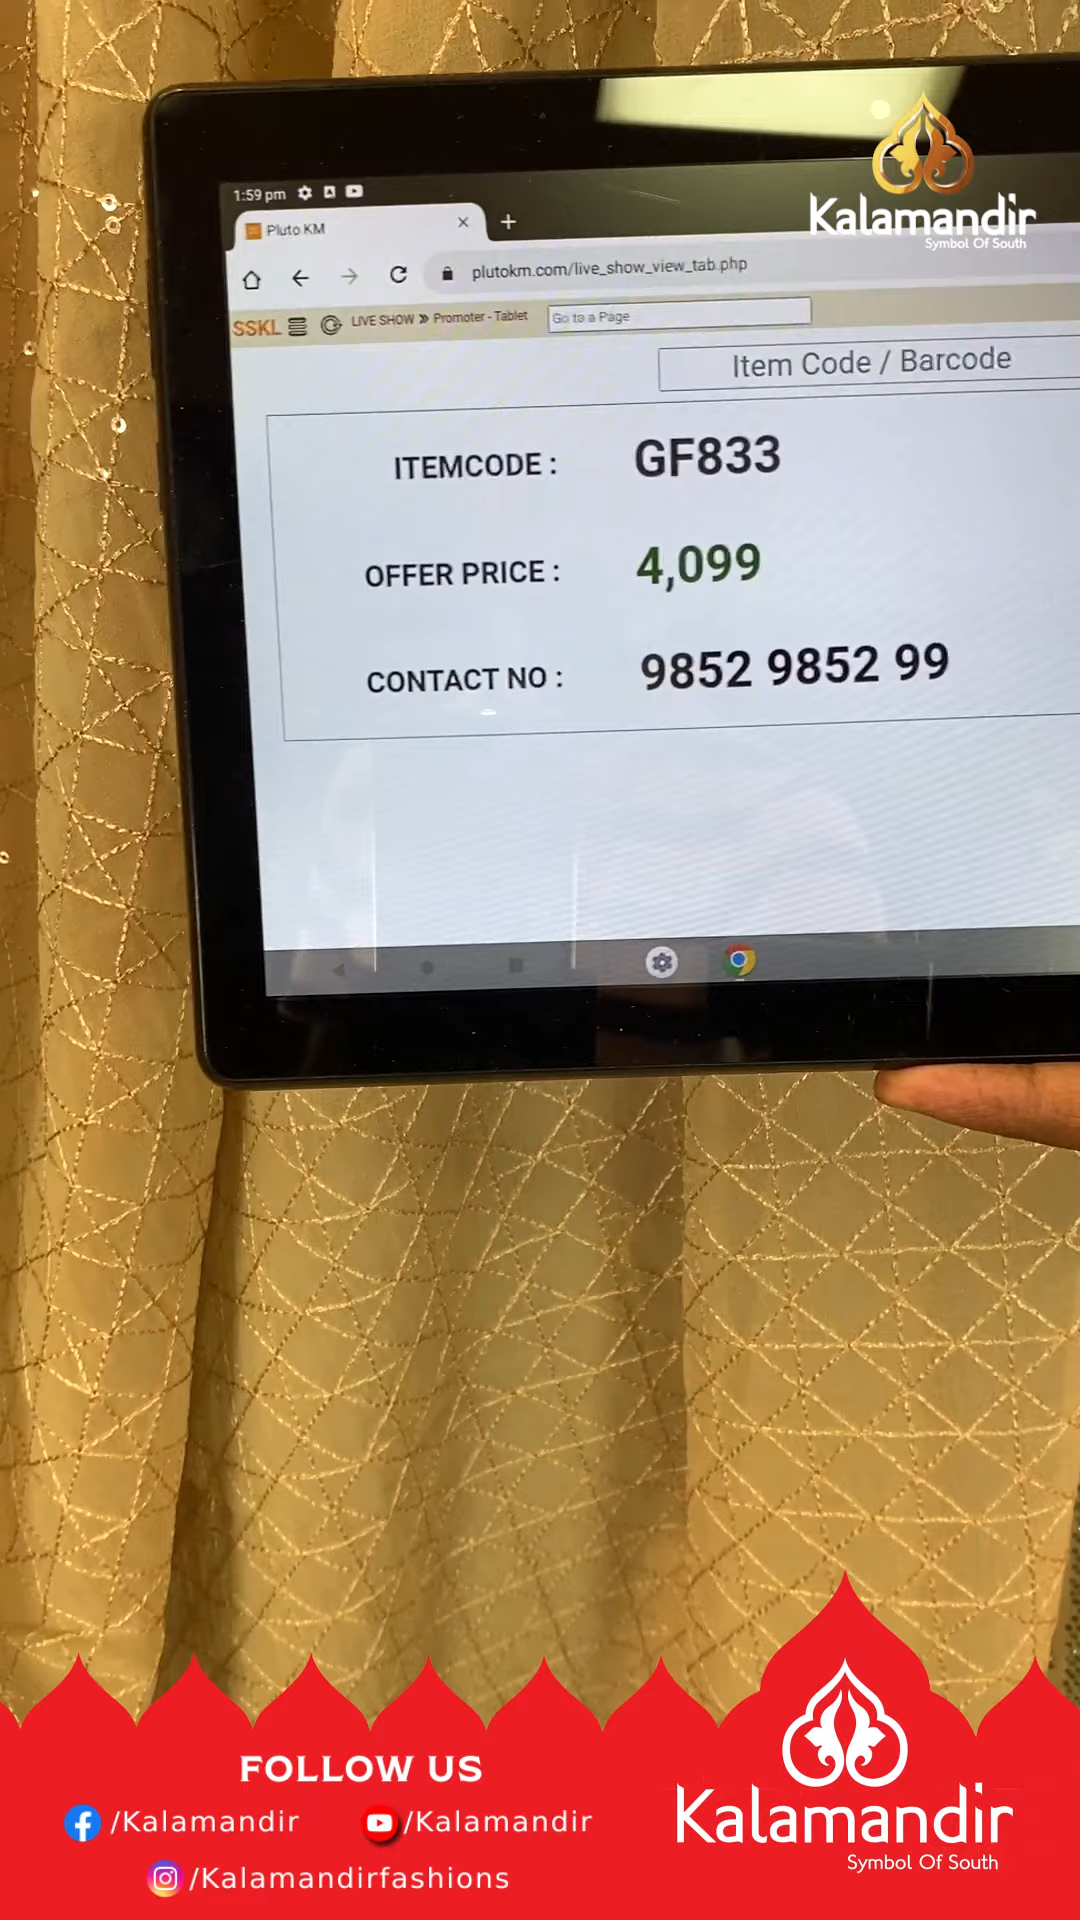 Kalamandir
Symbol Of South
1:59 pm
Pluto KM
plutokm.com/live_show_view_tab.php
SSKL LIVE SHOW » Promoter - Tablet Go to a Page
Item Code / Barcode
ITEMCODE : GF833
OFFER PRICE : 4,099
CONTACT NO : 9852 9852 99
FOLLOW US
/Kalamandir /Kalamandir
/Kalamandirfashions
Kalamandir
Symbol Of South